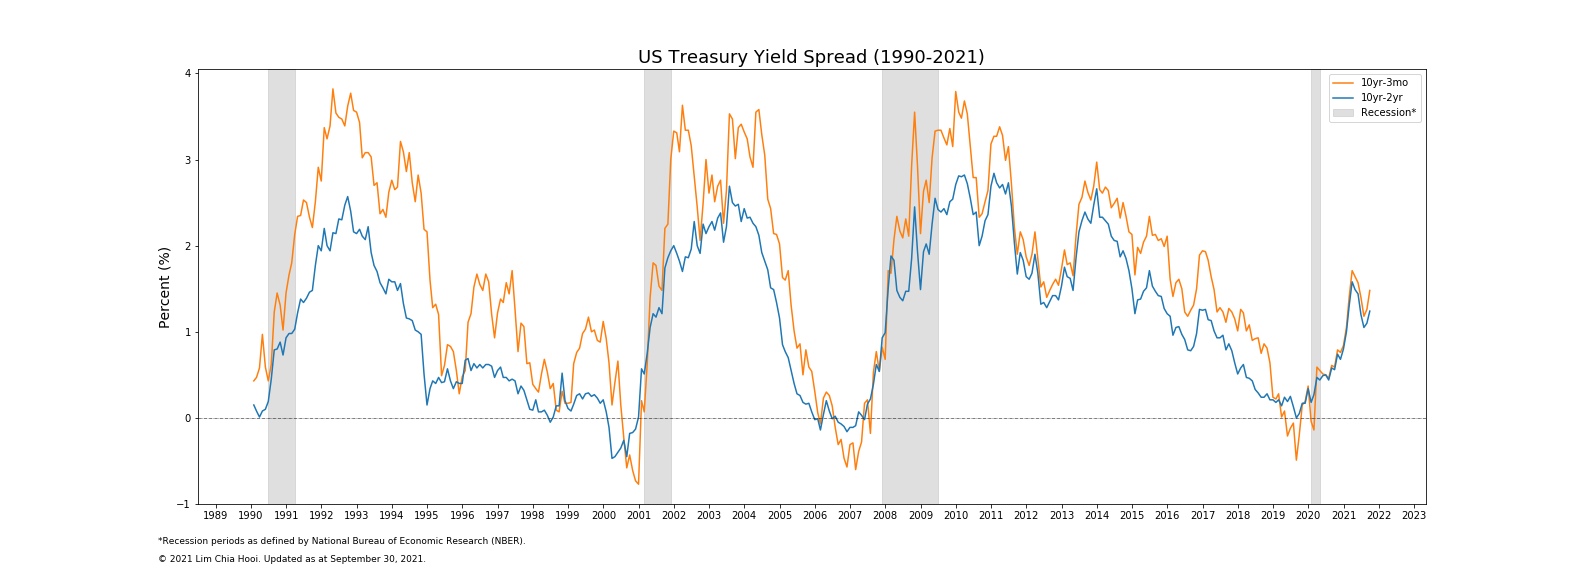 US Treasury Yield Spread (1990-2021)
10yr-3mo
10yr-2yr
Recession*
Percent (%)
4
3
2
1
0
−1
1989 1990 1991 1992 1993 1994 1995 1996 1997 1998 1999 2000 2001 2002 2003 2004 2005 2006 2007 2008 2009 2010 2011 2012 2013 2014 2015 2016 2017 2018 2019 2020 2021 2022 2023
*Recession periods as defined by National Bureau of Economic Research (NBER).
© 2021 Lim Chia Hooi. Updated as at September 30, 2021.